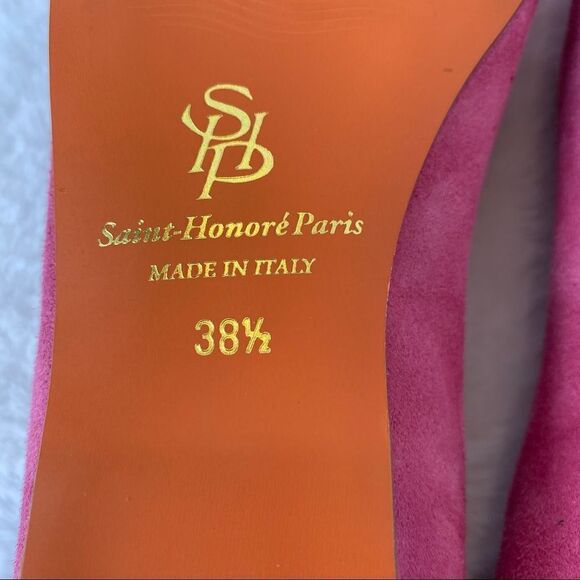 SHP
Saint-Honoré Paris
MADE IN ITALY
38½